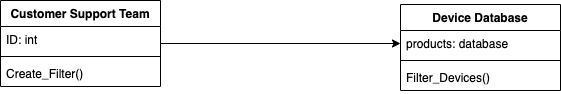 Customer Support Team
ID: int
Create_Filter()
Device Database
products: database
Filter_Devices()